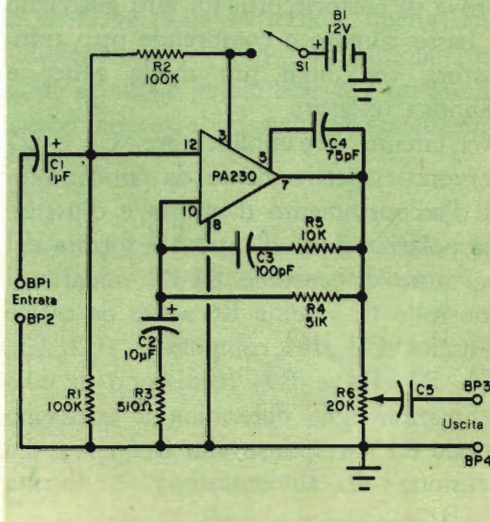 B1
12V
+
S1
R2
100K
3
C1
1µF
+
12
PA230
5
C4
75pF
7
10
8
R5
10K
C3
100pF
BP1
Entrata
BP2
+
C2
10µF
R4
51K
R1
100K
R3
510Ω
R6
20K
C5
BP3
Uscita
BP4